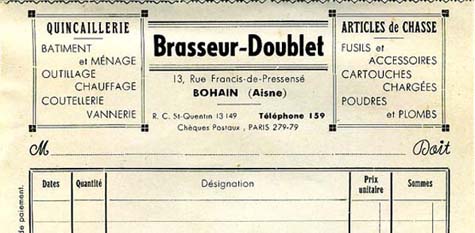 QUINCAILLERIE
BATIMENT
et MÉNAGE
OUTILLAGE
CHAUFFAGE
COUTELLERIE
VANNERIE
Brasseur-Doublet
13, Rue Francis-de-Pressensé
BOHAIN (Aisne)
R. C. St-Quentin 13149 Téléphone 159
Chèques Postaux, PARIS 279-79
ARTICLES de CHASSE
FUSILS et
ACCESSOIRES
CARTOUCHES
CHARGÉES
POUDRES
et PLOMBS
M Doit
Dates Quantité Désignation Prix unitaire Sommes
de paiement.